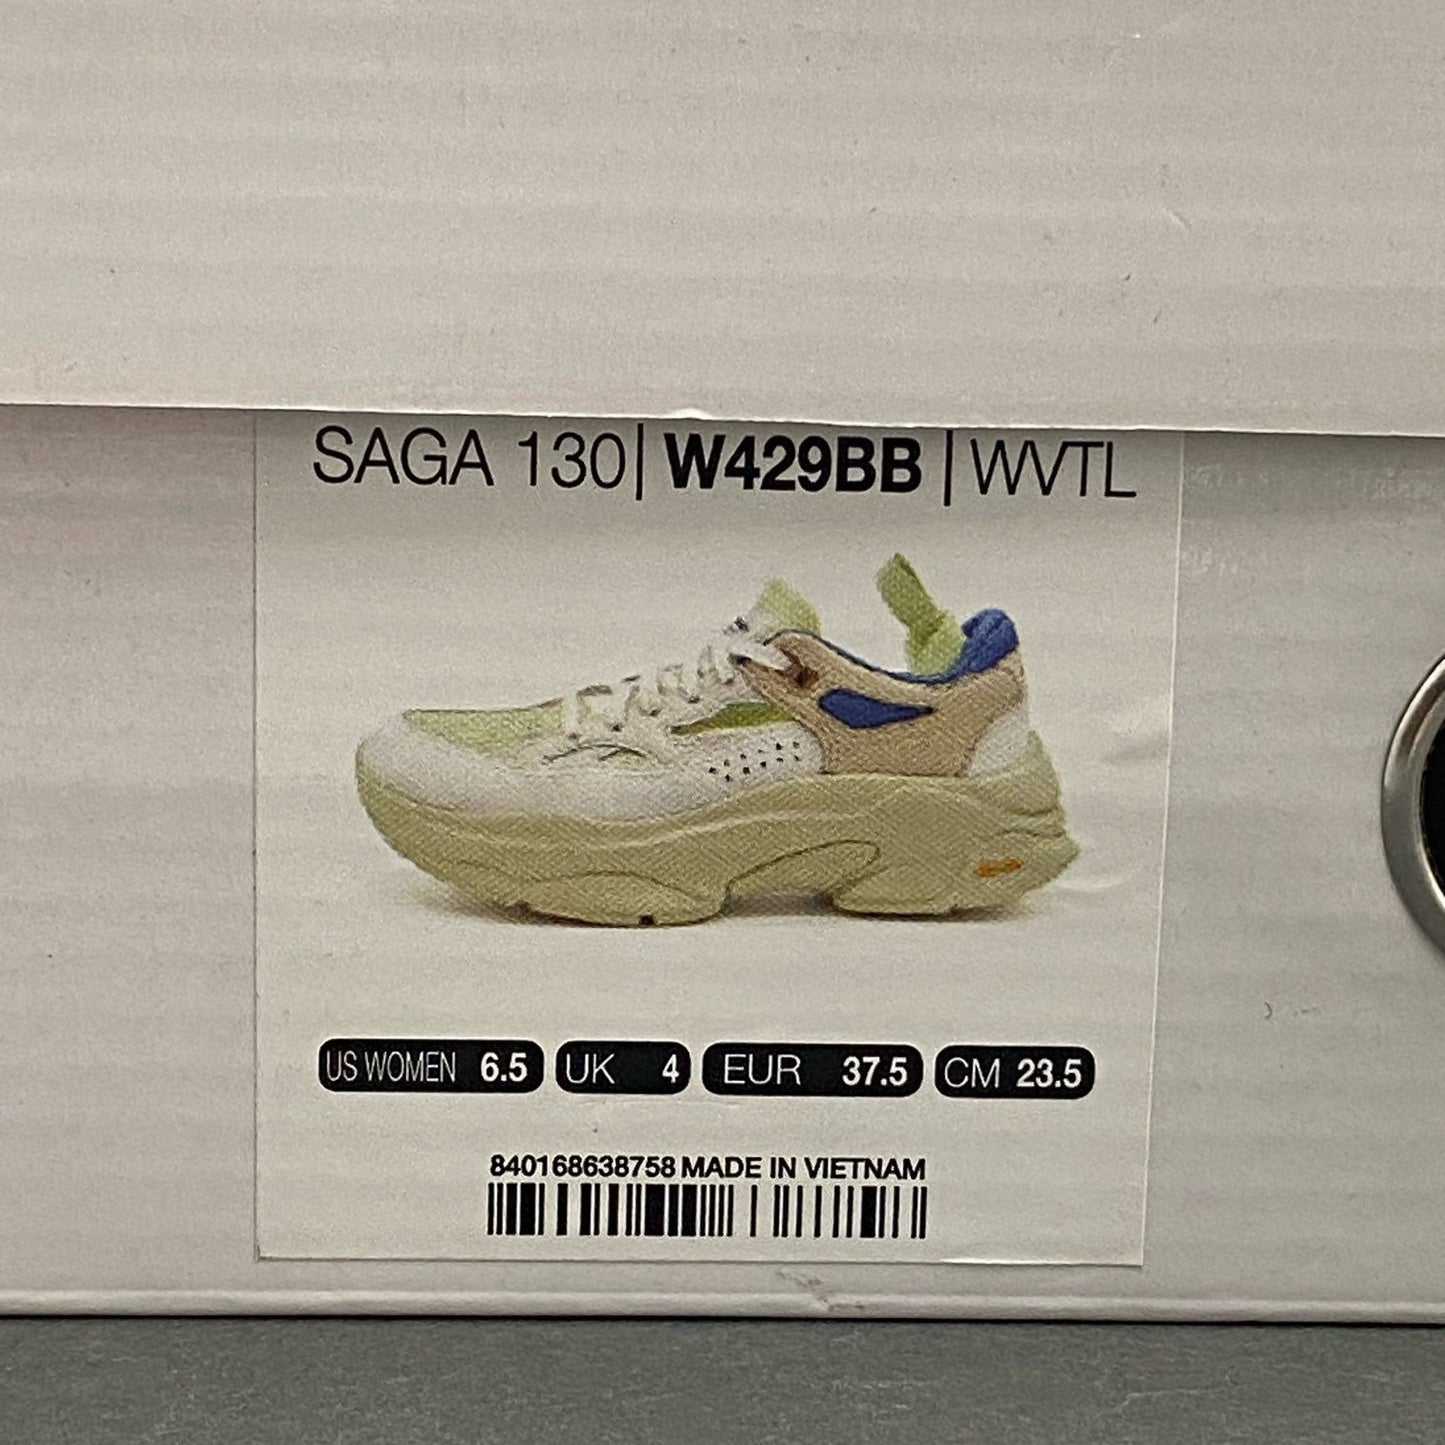 SAGA 130| W429BB |WVTL
US WOMEN 6.5 UK 4 EUR 37.5 CM 23.5
840168638758 MADE IN VIETNAM